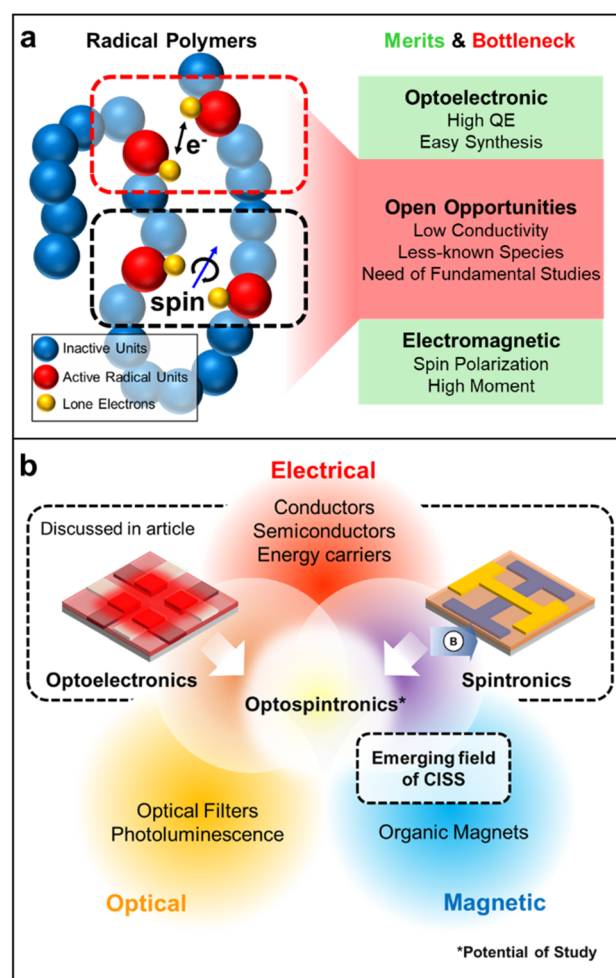 a
Radical Polymers
Merits & Bottleneck
e-
spin
Inactive Units
Active Radical Units
Lone Electrons
Optoelectronic
High QE
Easy Synthesis
Open Opportunities
Low Conductivity
Less-known Species
Need of Fundamental Studies
Electromagnetic
Spin Polarization
High Moment
b
Electrical
Conductors
Semiconductors
Energy carriers
Discussed in article
Optoelectronics
B
Spintronics
Optospintronics*
Emerging field
of CISS
Optical Filters
Photoluminescence
Organic Magnets
Optical
Magnetic
*Potential of Study